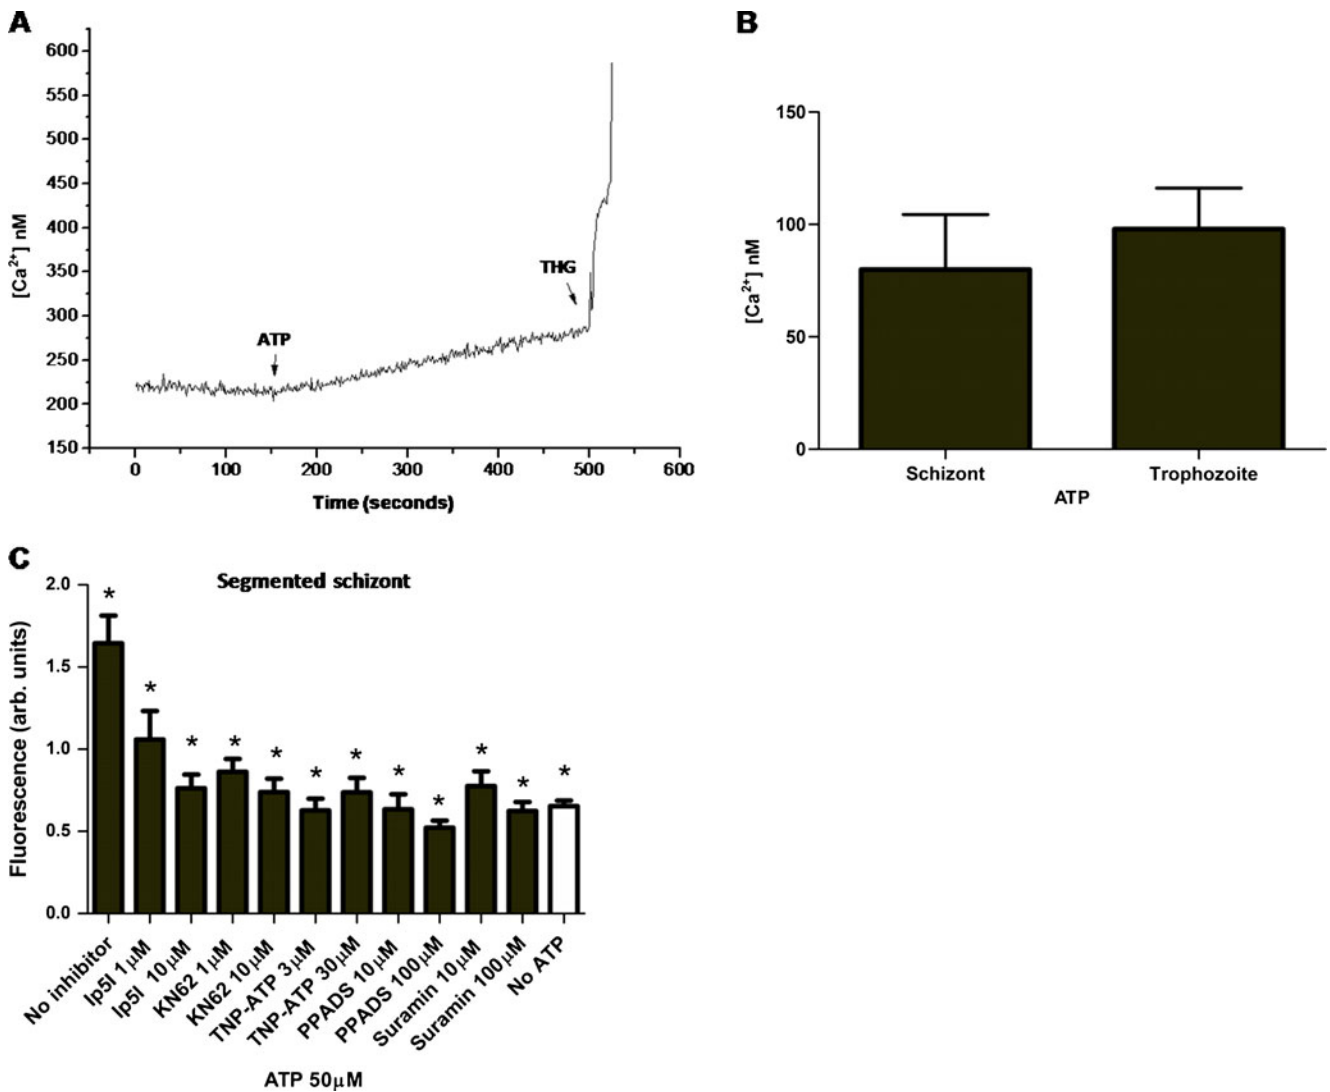 A
600
550
500
450
400
350
300
250
200
150
[Ca²⁺] nM
ATP
THG
0 100 200 300 400 500 600
Time (seconds)
B
150
100
50
0
[Ca²⁺] nM
Schizont Trophozoite
ATP
C
Segmented schizont
2.0
1.5
1.0
0.5
0.0
Fluorescence (arb. units)
* * * * * * * * * * * *
No inhibitor
Ip5I 1μM
Ip5I 10μM
KN62 1μM
KN62 10μM
TNP-ATP 3μM
TNP-ATP 30μM
PPADS 10μM
PPADS 100μM
Suramin 10μM
Suramin 100μM
No ATP
ATP 50μM